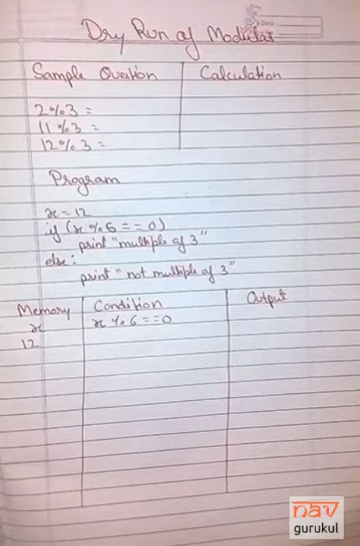 Dry Run of Modulas
Sample Question Calculation
2%3 =
11%3 =
12%3 =
Program
x = 12
if (x % 6 == 0)
print "multiple of 3"
else:
print "not multiple of 3"
Memory Condition Output
x x % 6 == 0
12
nav
gurukul